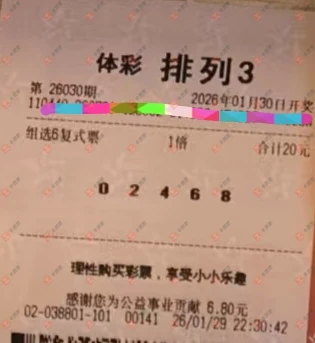 体彩 排列3
第 26030期 2026年01月30日开奖
组选6复式票 1倍 合计20元
0 2 4 6 8
理性购买彩票，享受小小乐趣
感谢您为公益事业贡献 6.80元
02-038801-101 00141 26/01/29 22:30:42